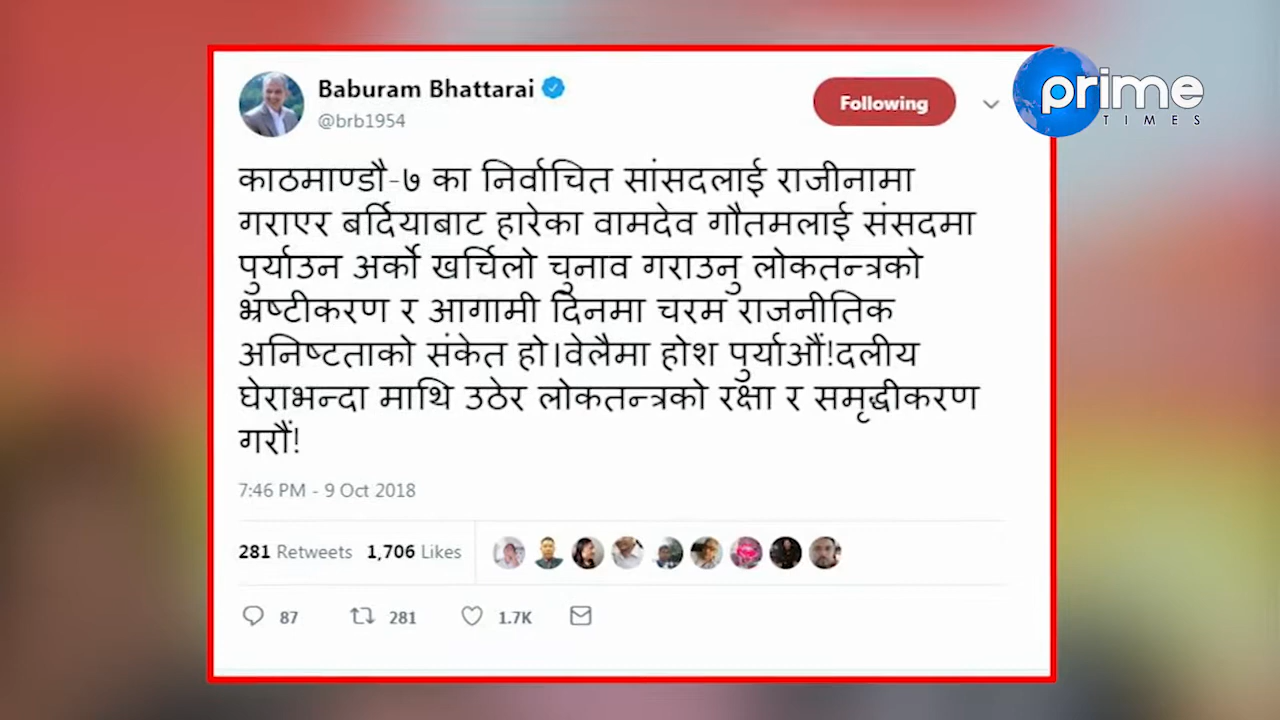 Baburam Bhattarai
@brb1954
Following
prime
TIMES
काठमाण्डौ-७ का निर्वाचित सांसदलाई राजीनामा
गराएर बर्दियाबाट हारेका वामदेव गौतमलाई संसदमा
पुर्याउन अर्को खर्चिलो चुनाव गराउनु लोकतन्त्रको
भ्रष्टीकरण र आगामी दिनमा चरम राजनीतिक
अनिष्टताको संकेत हो।वेलैमा होश पुर्याऔं!दलीय
घेराभन्दा माथि उठेर लोकतन्त्रको रक्षा र समृद्धीकरण
गरौं!
7:46 PM - 9 Oct 2018
281 Retweets 1,706 Likes
87 281 1.7K